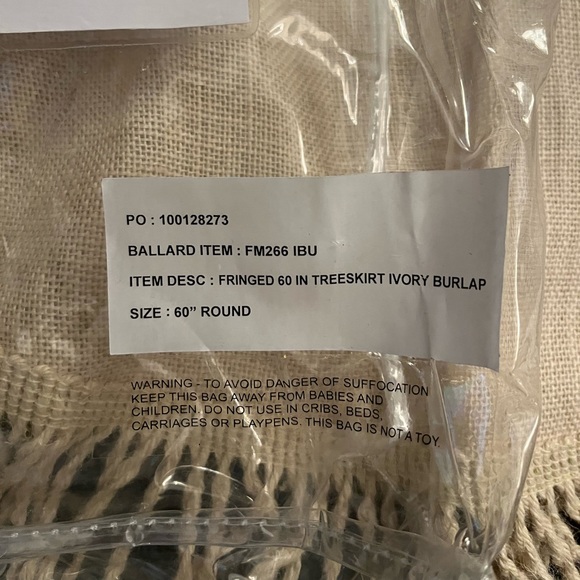 PO : 100128273
BALLARD ITEM : FM266 IBU
ITEM DESC : FRINGED 60 IN TREESKIRT IVORY BURLAP
SIZE : 60” ROUND
WARNING - TO AVOID DANGER OF SUFFOCATION
KEEP THIS BAG AWAY FROM BABIES AND
CHILDREN. DO NOT USE IN CRIBS, BEDS,
CARRIAGES OR PLAYPENS. THIS BAG IS NOT A TOY.